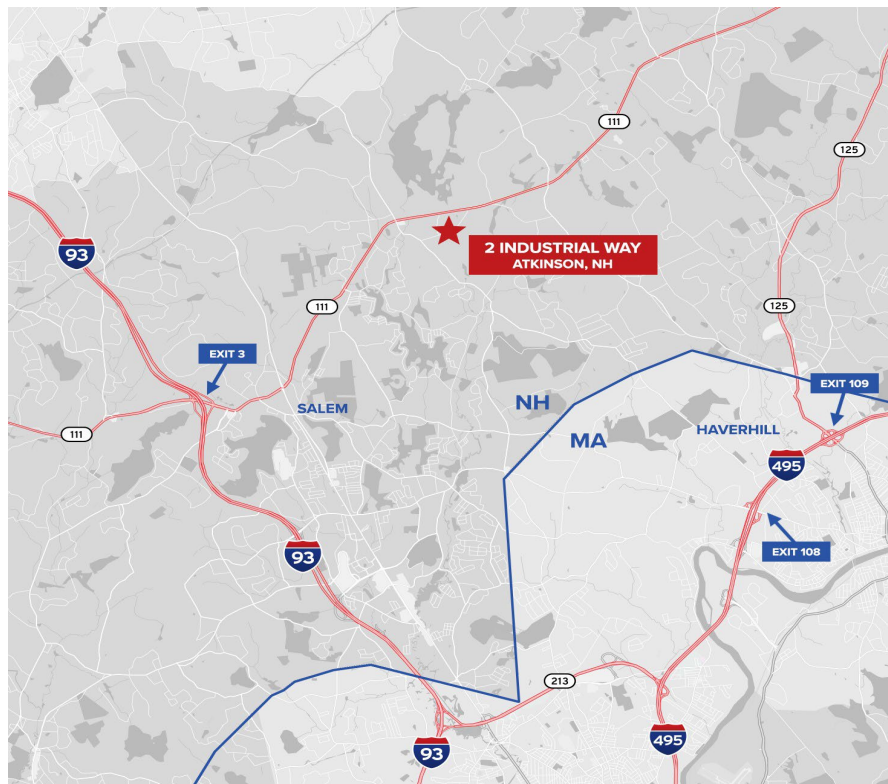 111
125
2 INDUSTRIAL WAY
ATKINSON, NH
93
111
125
EXIT 3
EXIT 109
SALEM
NH
HAVERHILL
111
MA
495
93
EXIT 108
213
495
93